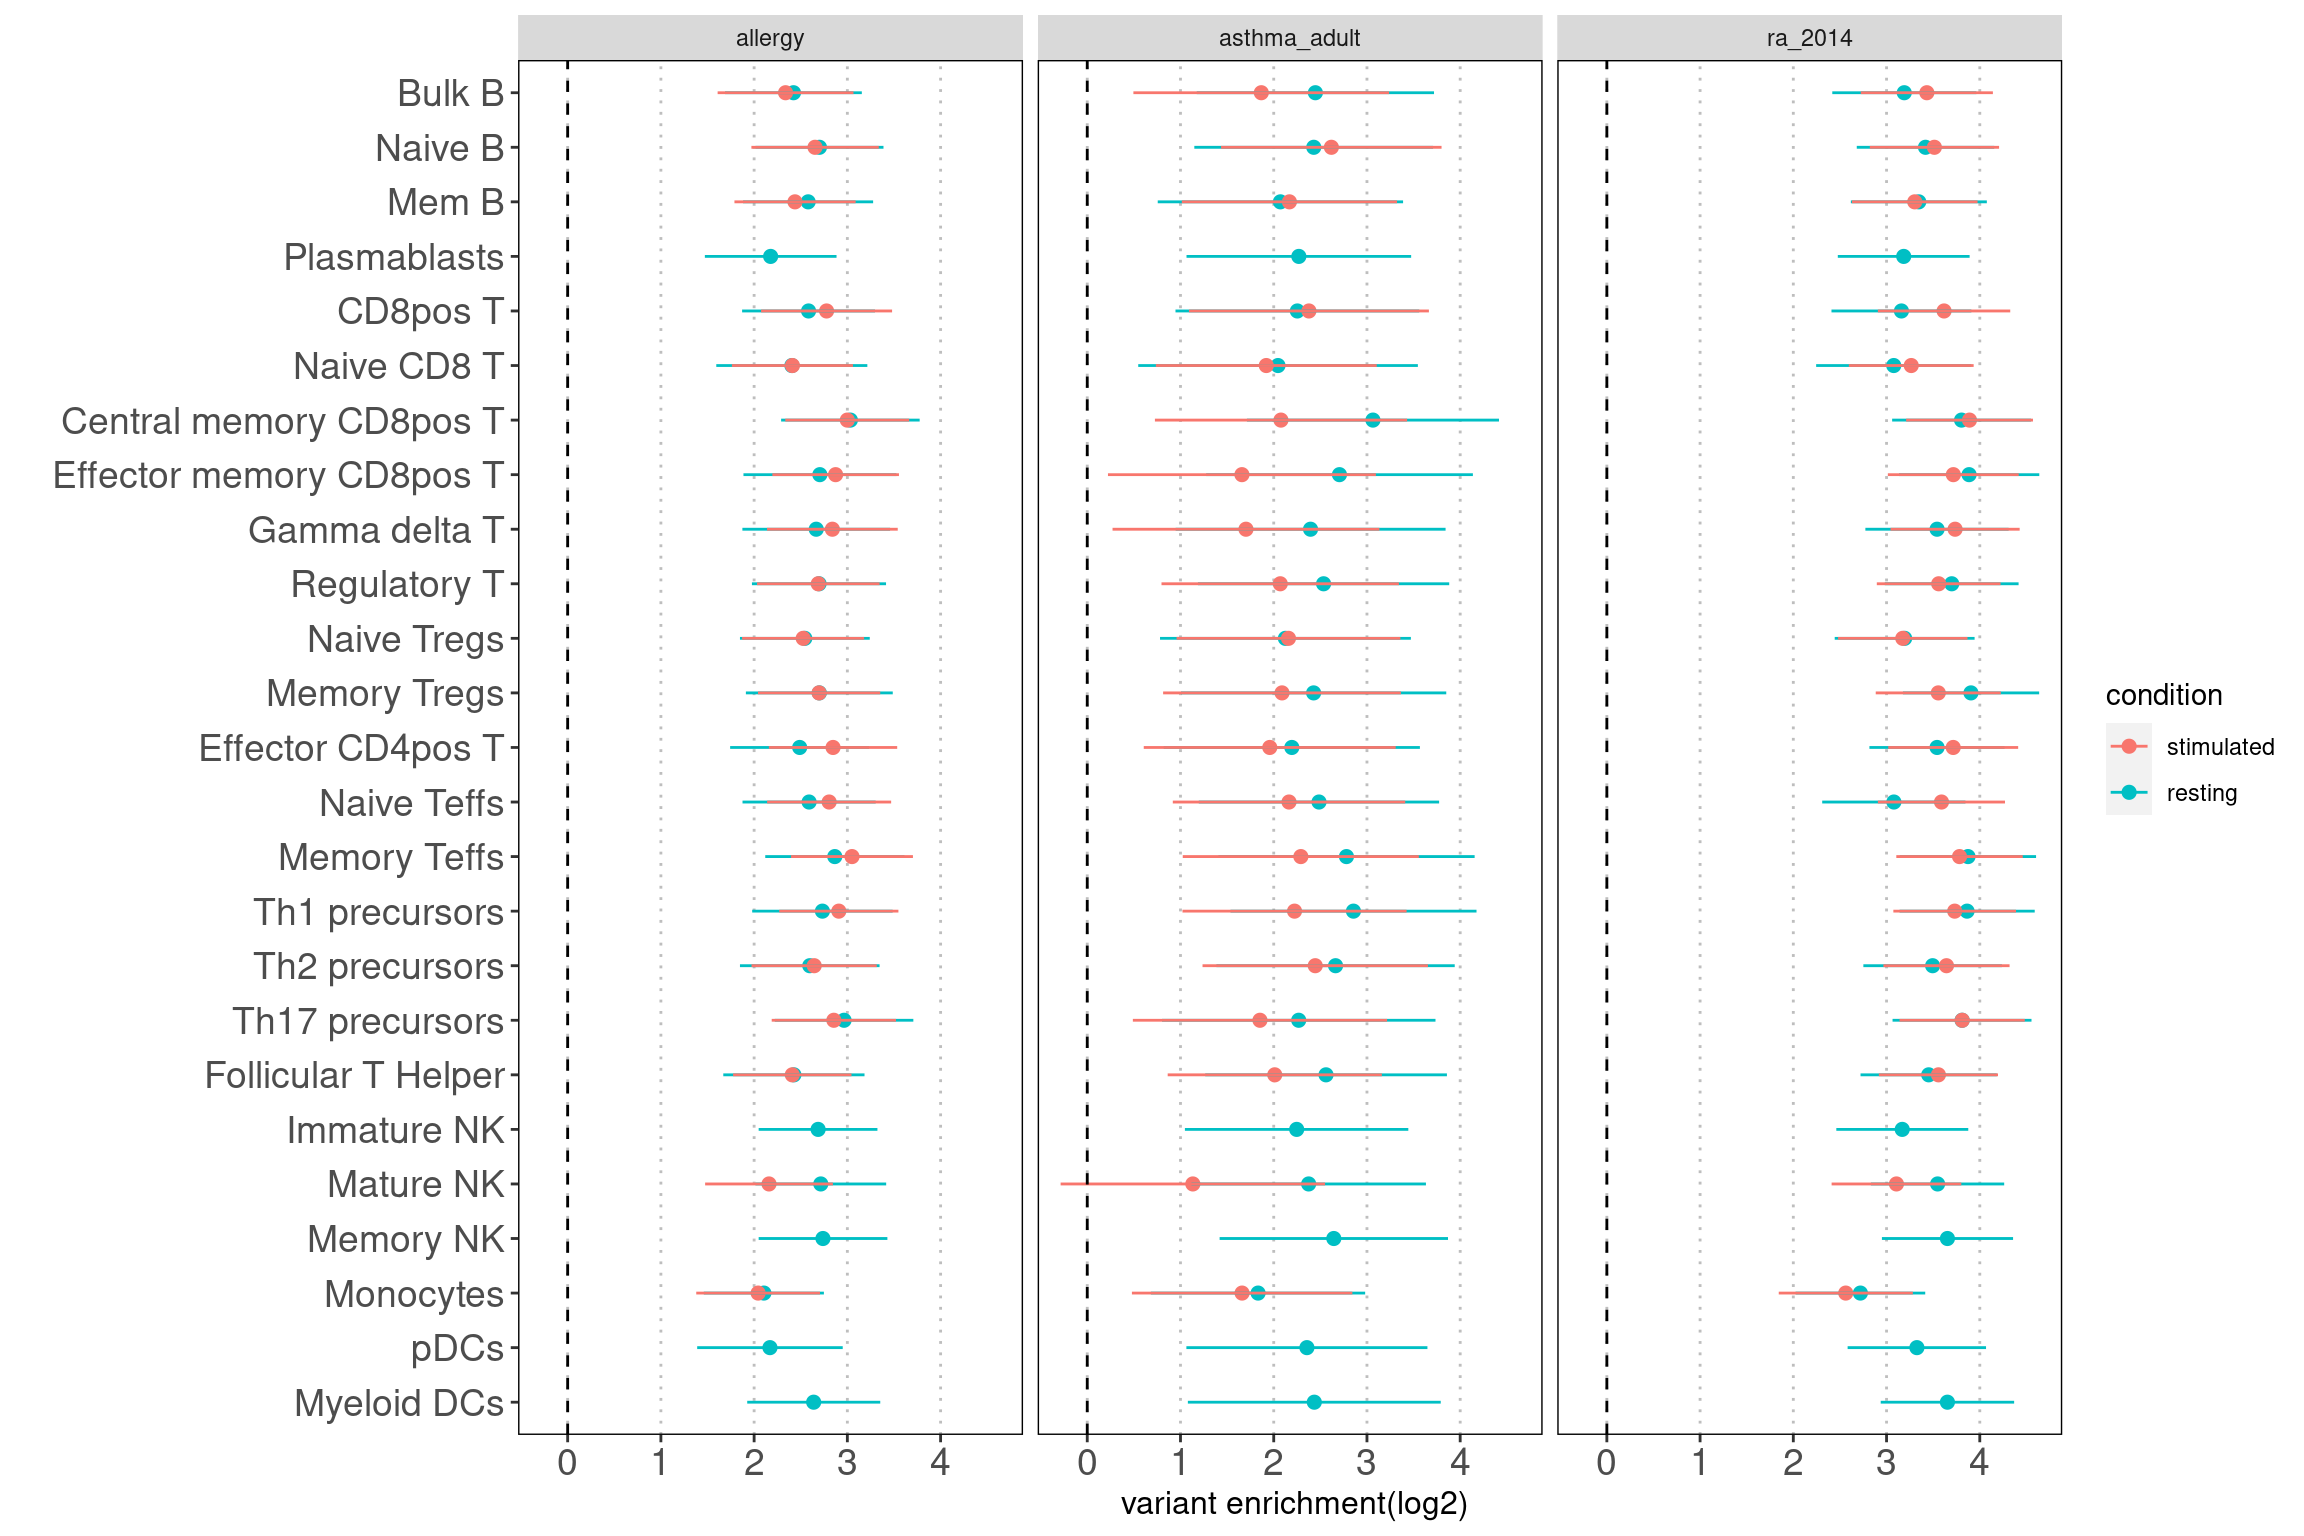 allergy
asthma_adult
ra_2014
Bulk B
Naive B
Mem B
Plasmablasts
CD8pos T
Naive CD8 T
Central memory CD8pos T
Effector memory CD8pos T
Gamma delta T
Regulatory T
Naive Tregs
Memory Tregs
Effector CD4pos T
Naive Teffs
Memory Teffs
Th1 precursors
Th2 precursors
Th17 precursors
Follicular T Helper
Immature NK
Mature NK
Memory NK
Monocytes
pDCs
Myeloid DCs
0 1 2 3 4
0 1 2 3 4
0 1 2 3 4
variant enrichment(log2)
condition
stimulated
resting